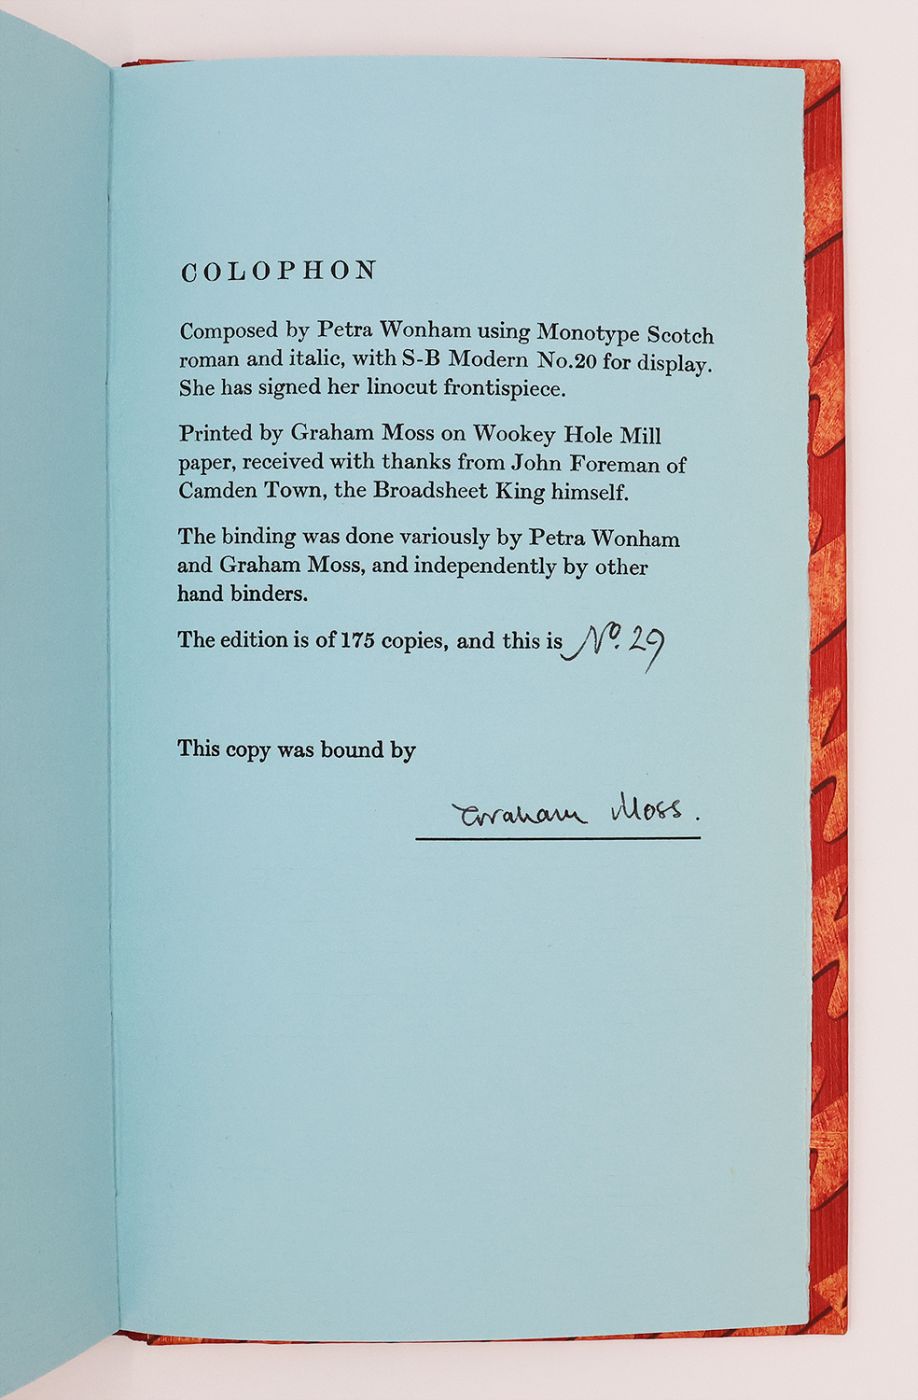 COLOPHON
Composed by Petra Wonham using Monotype Scotch
roman and italic, with S-B Modern No.20 for display.
She has signed her linocut frontispiece.
Printed by Graham Moss on Wookey Hole Mill
paper, received with thanks from John Foreman of
Camden Town, the Broadsheet King himself.
The binding was done variously by Petra Wonham
and Graham Moss, and independently by other
hand binders.
The edition is of 175 copies, and this is No. 29
This copy was bound by
Graham Moss.